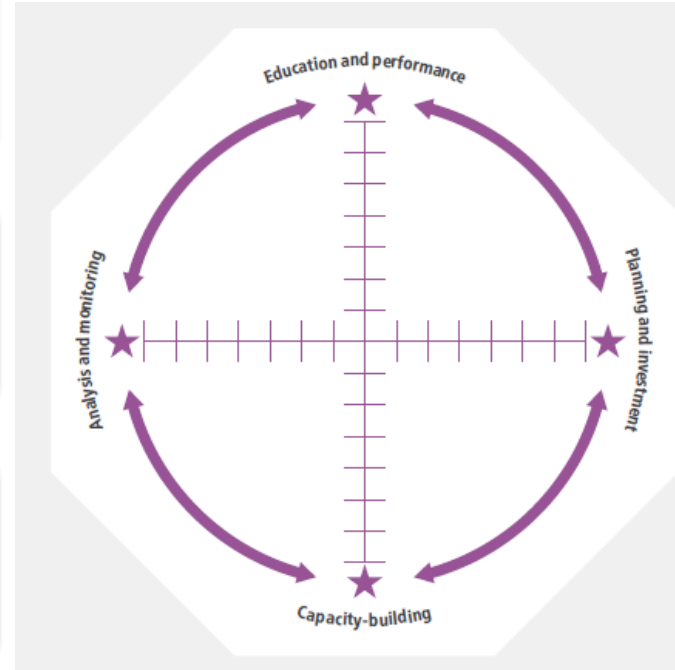 Education and performance
Analysis and monitoring
Planning and investment
Capacity-building